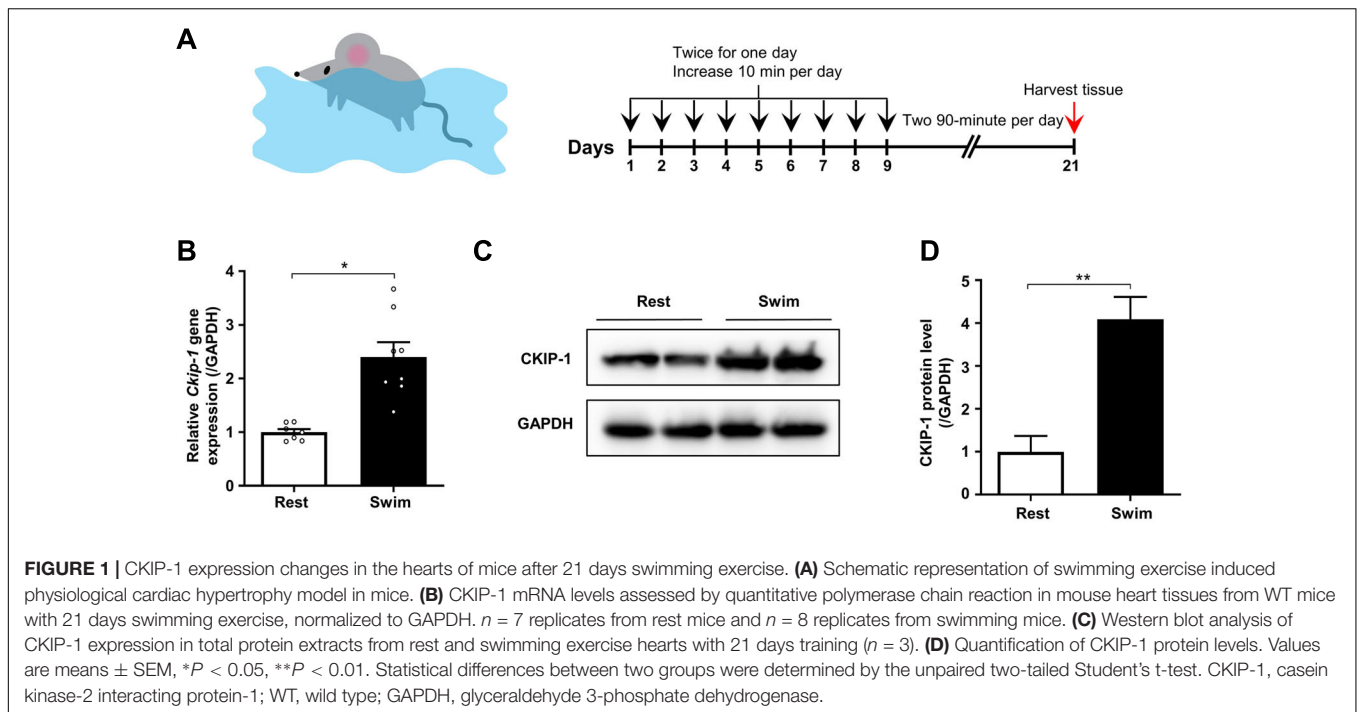 A
Twice for one day
Increase 10 min per day
Harvest tissue
Two 90-minute per day
Days
1 2 3 4 5 6 7 8 9 21
B
Relative Ckip-1 gene
expression (/GAPDH)
4
3
2
1
0
*
Rest Swim
C
Rest Swim
CKIP-1
GAPDH
D
CKIP-1 protein level
(/GAPDH)
5
4
3
2
1
0
**
Rest Swim
FIGURE 1 | CKIP-1 expression changes in the hearts of mice after 21 days swimming exercise. (A) Schematic representation of swimming exercise induced
physiological cardiac hypertrophy model in mice. (B) CKIP-1 mRNA levels assessed by quantitative polymerase chain reaction in mouse heart tissues from WT mice
with 21 days swimming exercise, normalized to GAPDH. n = 7 replicates from rest mice and n = 8 replicates from swimming mice. (C) Western blot analysis of
CKIP-1 expression in total protein extracts from rest and swimming exercise hearts with 21 days training (n = 3). (D) Quantification of CKIP-1 protein levels. Values
are means ± SEM, *P < 0.05, **P < 0.01. Statistical differences between two groups were determined by the unpaired two-tailed Student's t-test. CKIP-1, casein
kinase-2 interacting protein-1; WT, wild type; GAPDH, glyceraldehyde 3-phosphate dehydrogenase.